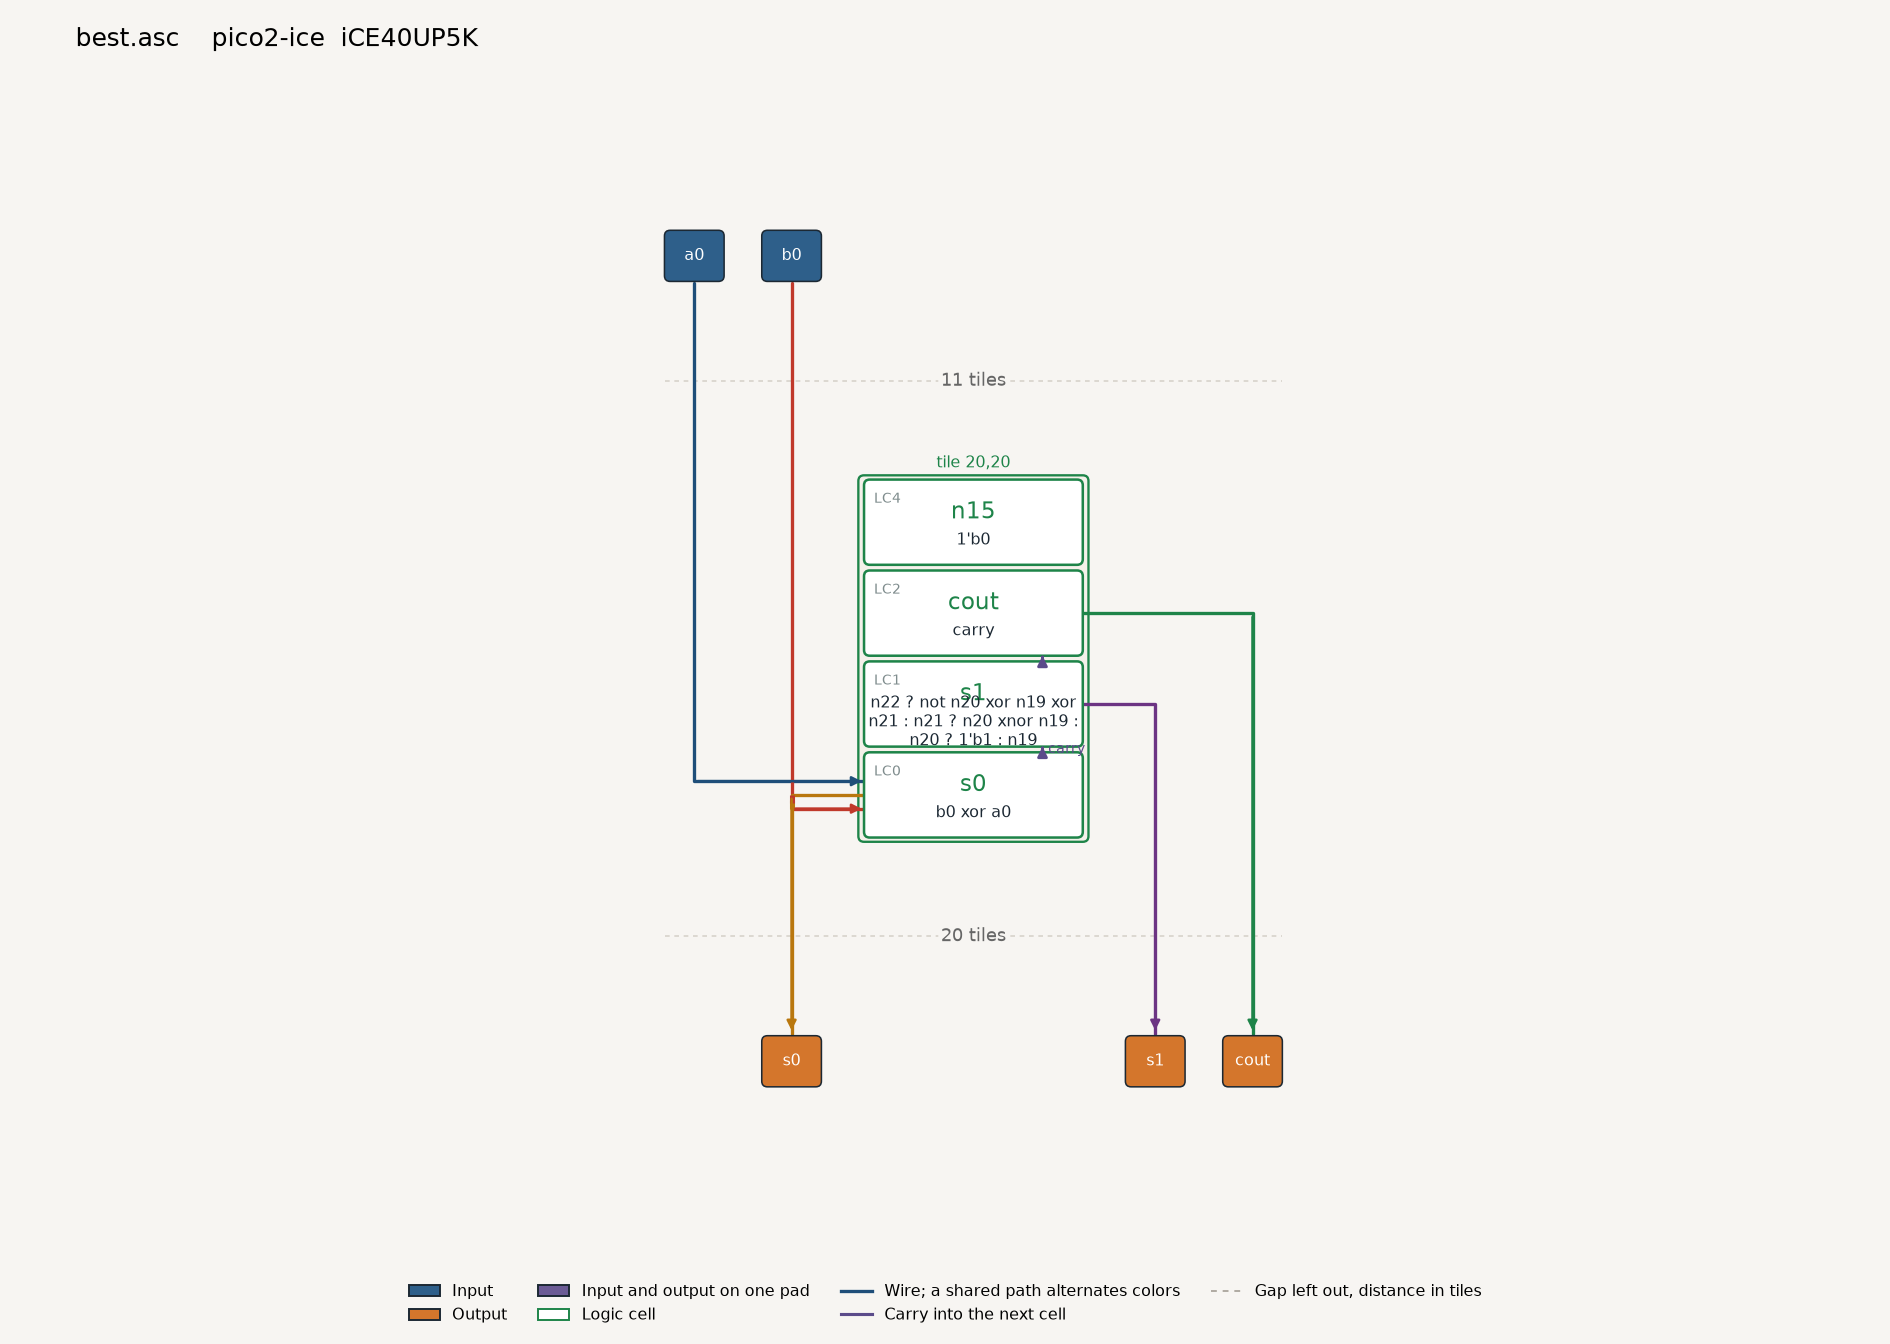 best.asc    pico2-ice  iCE40UP5K
a0
b0
11 tiles
tile 20,20
LC4
n15
1'b0
LC2
cout
carry
LC1
s1
n22 ? not n20 xor n19 xor
n21 : n21 ? n20 xnor n19 :
n20 ? 1'b1 : n19
carry
LC0
s0
b0 xor a0
20 tiles
s0
s1
cout
Input
Output
Input and output on one pad
Logic cell
Wire; a shared path alternates colors
Carry into the next cell
Gap left out, distance in tiles